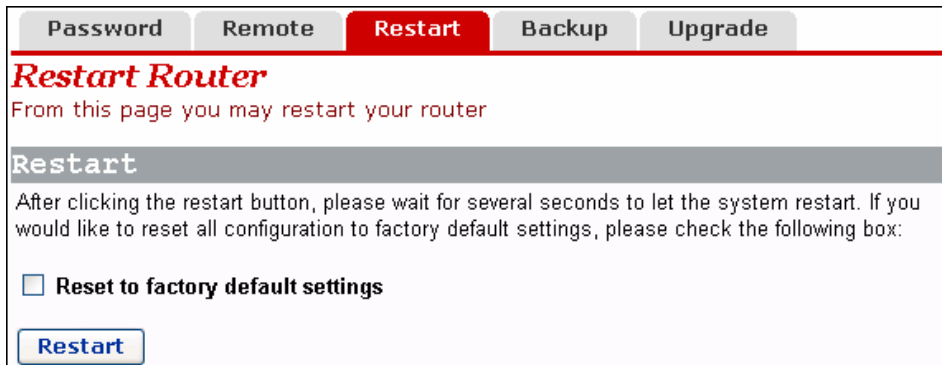 Password Remote Restart Backup Upgrade
Restart Router
From this page you may restart your router
Restart
After clicking the restart button, please wait for several seconds to let the system restart. If you
would like to reset all configuration to factory default settings, please check the following box:
Reset to factory default settings
Restart